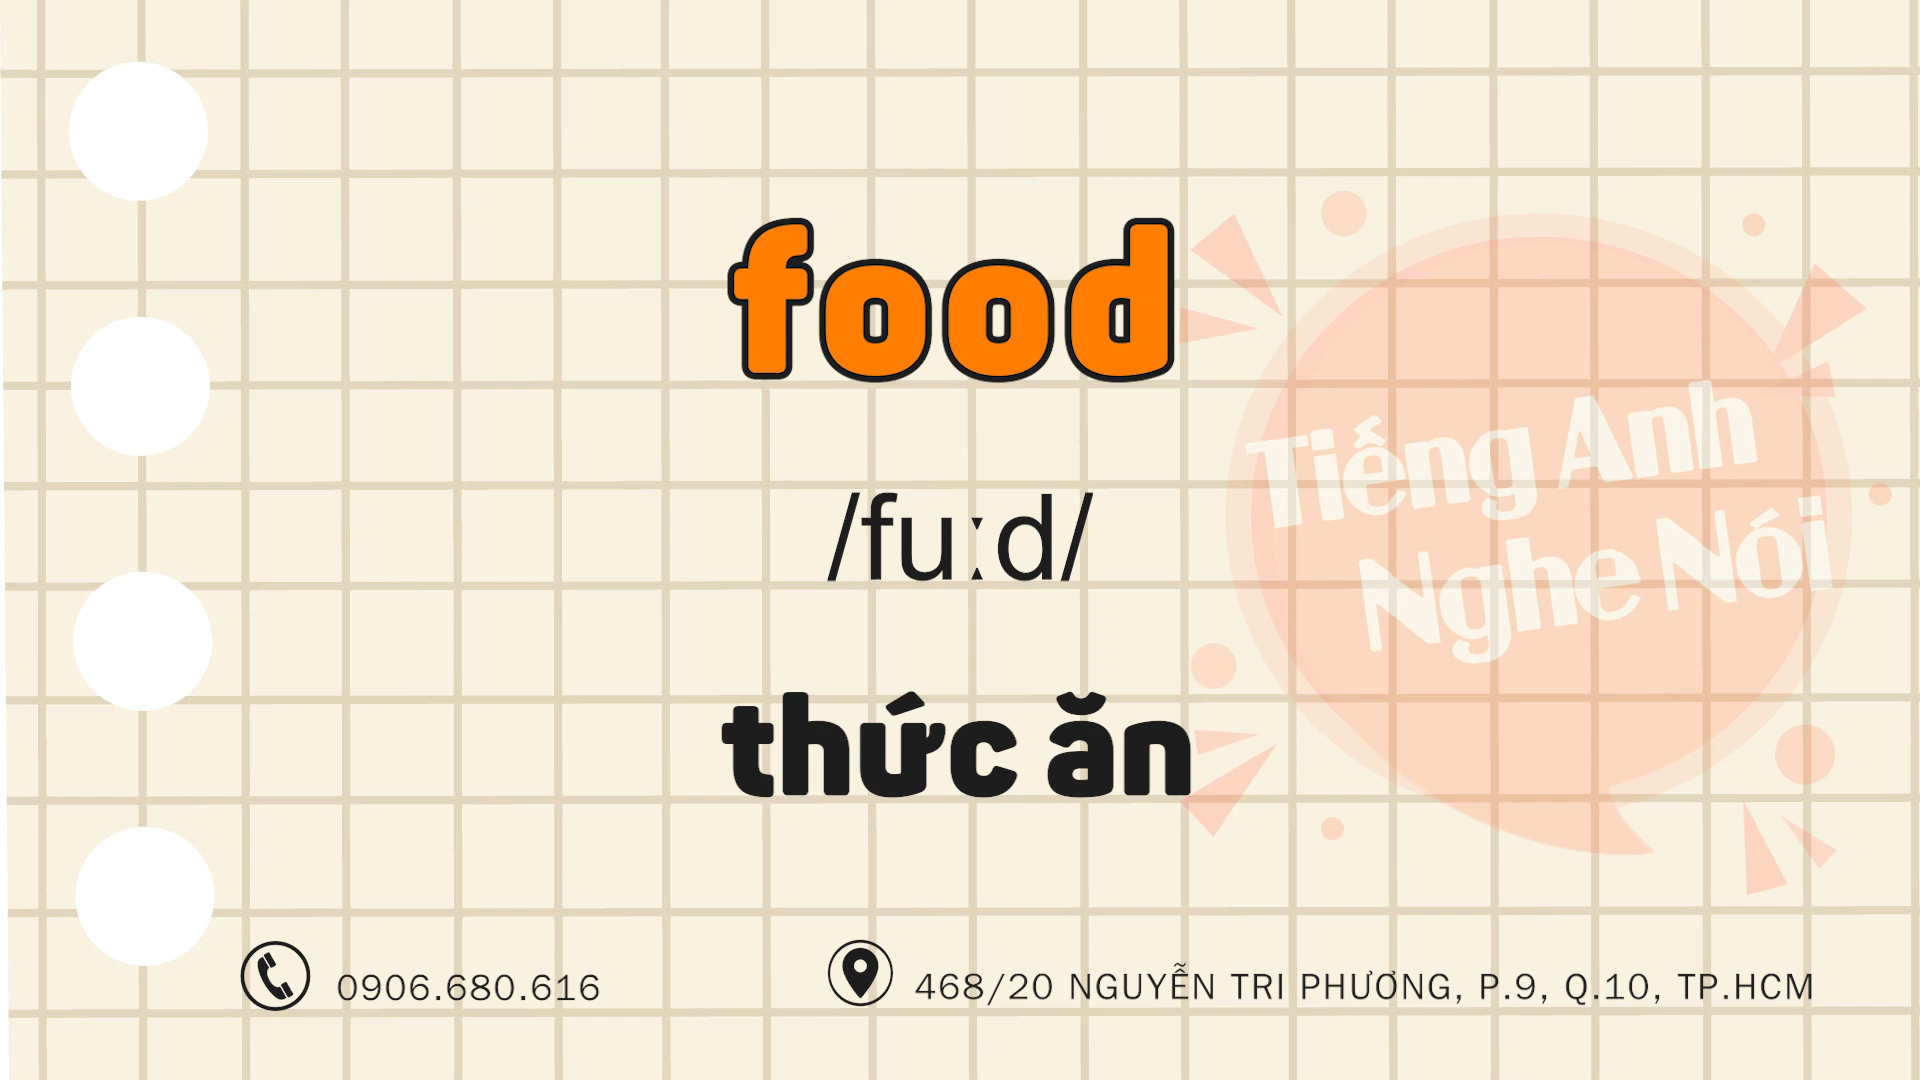 food
/fuːd/
thức ăn
Tiếng Anh
Nghe Nói
0906.680.616
468/20 NGUYỄN TRI PHƯƠNG, P.9, Q.10, TP.HCM